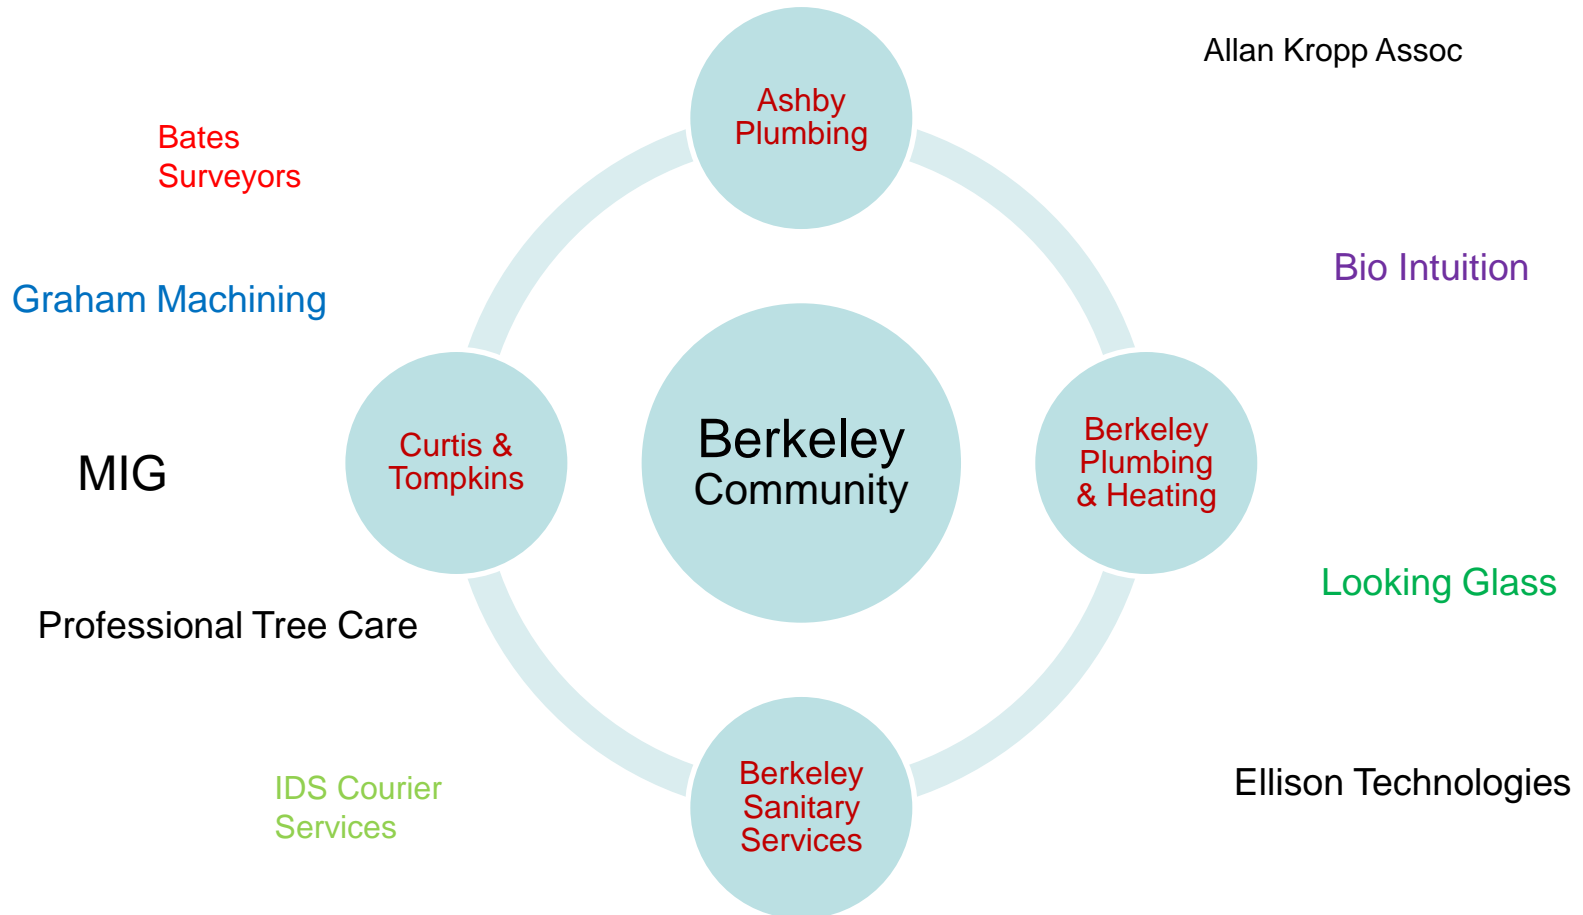 Allan Kropp Assoc
Ashby
Plumbing
Bates
Surveyors
Bio Intuition
Graham Machining
Curtis &
Tompkins
Berkeley
Community
Berkeley
Plumbing
& Heating
MIG
Looking Glass
Professional Tree Care
Berkeley
Sanitary
Services
Ellison Technologies
IDS Courier
Services